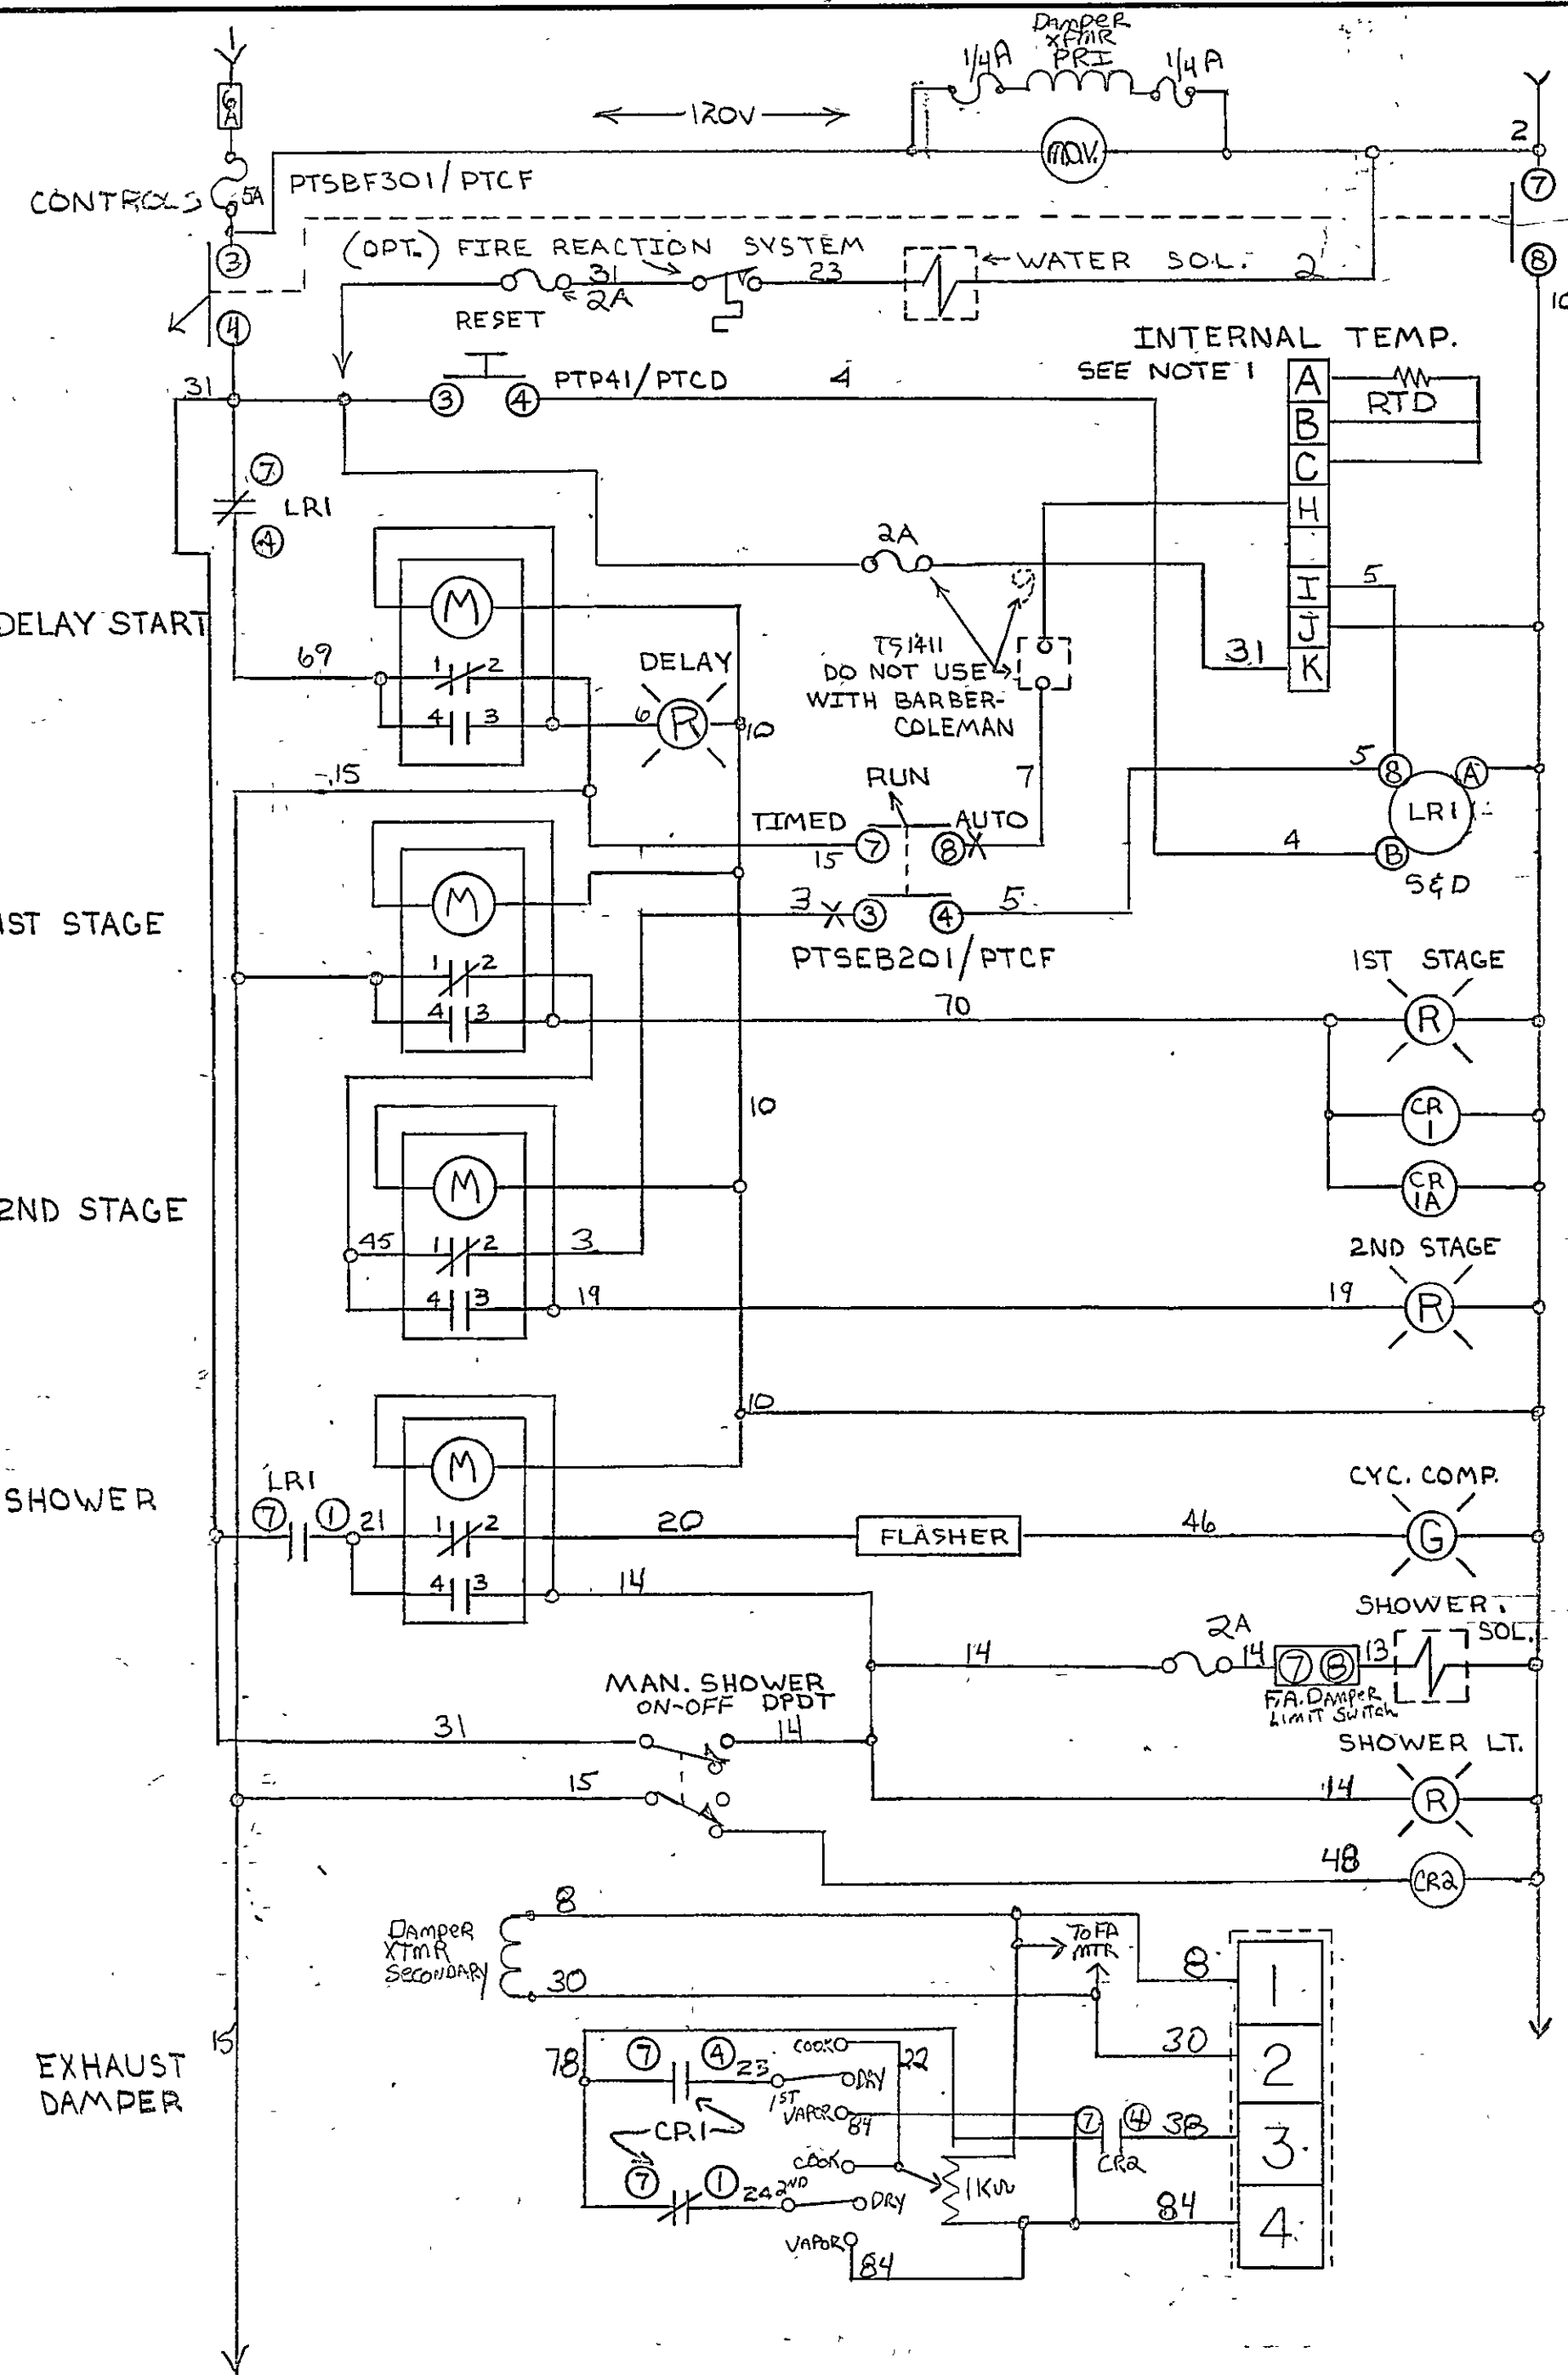 Damper
XFMR
PRI
1/4A
1/4A
6A
120V
MOV.
2
7
CONTROLS
5A
PTSBF301/PTCF
3
(OPT.) FIRE REACTION SYSTEM
31
2A
23
WATER SOL.
2
8
10
4
RESET
INTERNAL TEMP.
SEE NOTE 1
31
3
4
PTP41/PTCD
4
A
RTD
B
C
H
I
J
K
7
LR1
4
2A
9
5
31
M
DELAY START
69
1 2
4 3
DELAY
6
R
10
TS1411
DO NOT USE
WITH BARBER-
COLEMAN
15
RUN
7
TIMED
AUTO
15
7
8
X
5
8
A
LR1
4
B
S&D
M
1ST STAGE
3
X
3
4
5
PTSEB201/PTCF
1 2
4 3
70
1ST STAGE
R
10
CR
1
M
CR
1A
2ND STAGE
45
1 2
3
4 3
19
2ND STAGE
19
R
10
M
LR1
SHOWER
7
1
21
1 2
20
FLASHER
46
CYC. COMP.
G
4 3
14
SHOWER
SOL.
14
2A
14
7 8
13
F.A. Damper
Limit Switch
MAN. SHOWER
ON-OFF DPDT
31
14
SHOWER LT.
15
14
R
48
CR2
Damper
XTMR
Secondary
8
30
To FA
MTR
8
1
30
2
15
EXHAUST
DAMPER
78
7
4
23
COOK
DRY
22
1ST
VAPOR
84
CR1
7
4
38
CR2
3
COOK
7
1
24
2ND
DRY
1K
84
4
VAPOR
84